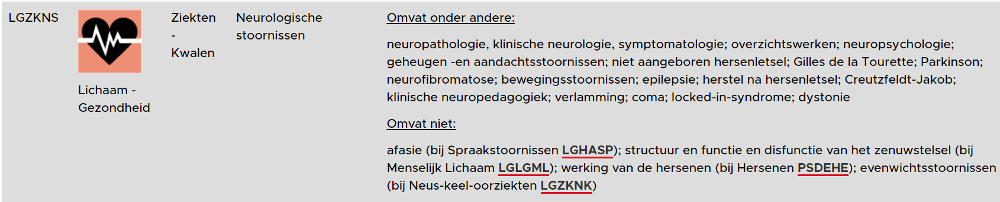 LGZKNS
Lichaam -
Gezondheid
Ziekten
-
Kwalen
Neurologische
stoornissen
Omvat onder andere:
neuropathologie, klinische neurologie, symptomatologie; overzichtswerken; neuropsychologie;
geheugen -en aandachtsstoornissen; niet aangeboren hersenletsel; Gilles de la Tourette; Parkinson;
neurofibromatose; bewegingsstoornissen; epilepsie; herstel na hersenletsel; Creutzfeldt-Jakob;
klinische neuropedagogiek; verlamming; coma; locked-in-syndrome; dystonie
Omvat niet:
afasie (bij Spraakstoornissen LGHASP); structuur en functie en disfunctie van het zenuwstelsel (bij
Menselijk Lichaam LGLGML); werking van de hersenen (bij Hersenen PSDEHE); evenwichtsstoornissen
(bij Neus-keel-oorziekten LGZKNK)